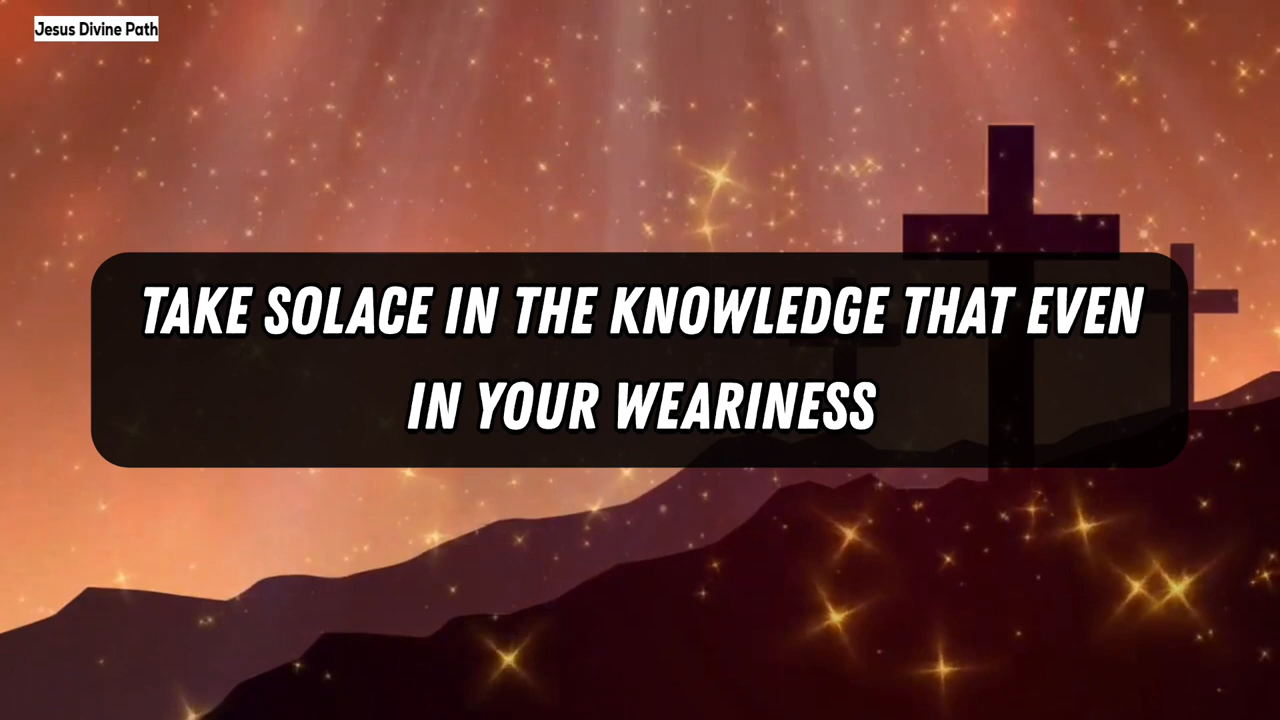 Jesus Divine Path
TAKE SOLACE IN THE KNOWLEDGE THAT EVEN
IN YOUR WEARINESS